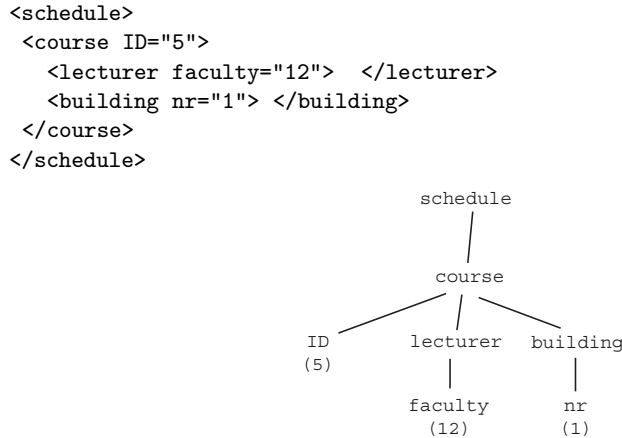 <schedule>
<course ID="5">
<lecturer faculty="12"> </lecturer>
<building nr="1"> </building>
</course>
</schedule>
schedule
course
ID lecturer building
(5)
faculty nr
(12) (1)